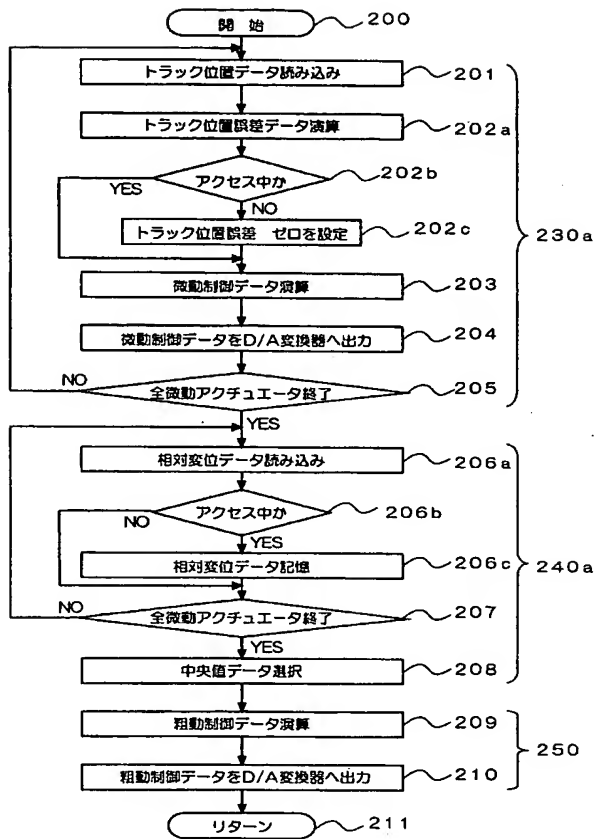 開 始
200
トラック位置データ読み込み
201
トラック位置誤差データ演算
202a
アクセス中か
202b
YES
NO
トラック位置誤差 ゼロを設定
202c
230a
微動制御データ演算
203
微動制御データをD/A変換器へ出力
204
NO
全微動アクチュエータ終了
205
YES
相対変位データ読み込み
206a
アクセス中か
206b
NO
YES
相対変位データ記憶
206c
240a
NO
全微動アクチュエータ終了
207
YES
中央値データ選択
208
粗動制御データ演算
209
250
粗動制御データをD/A変換器へ出力
210
リターン
211